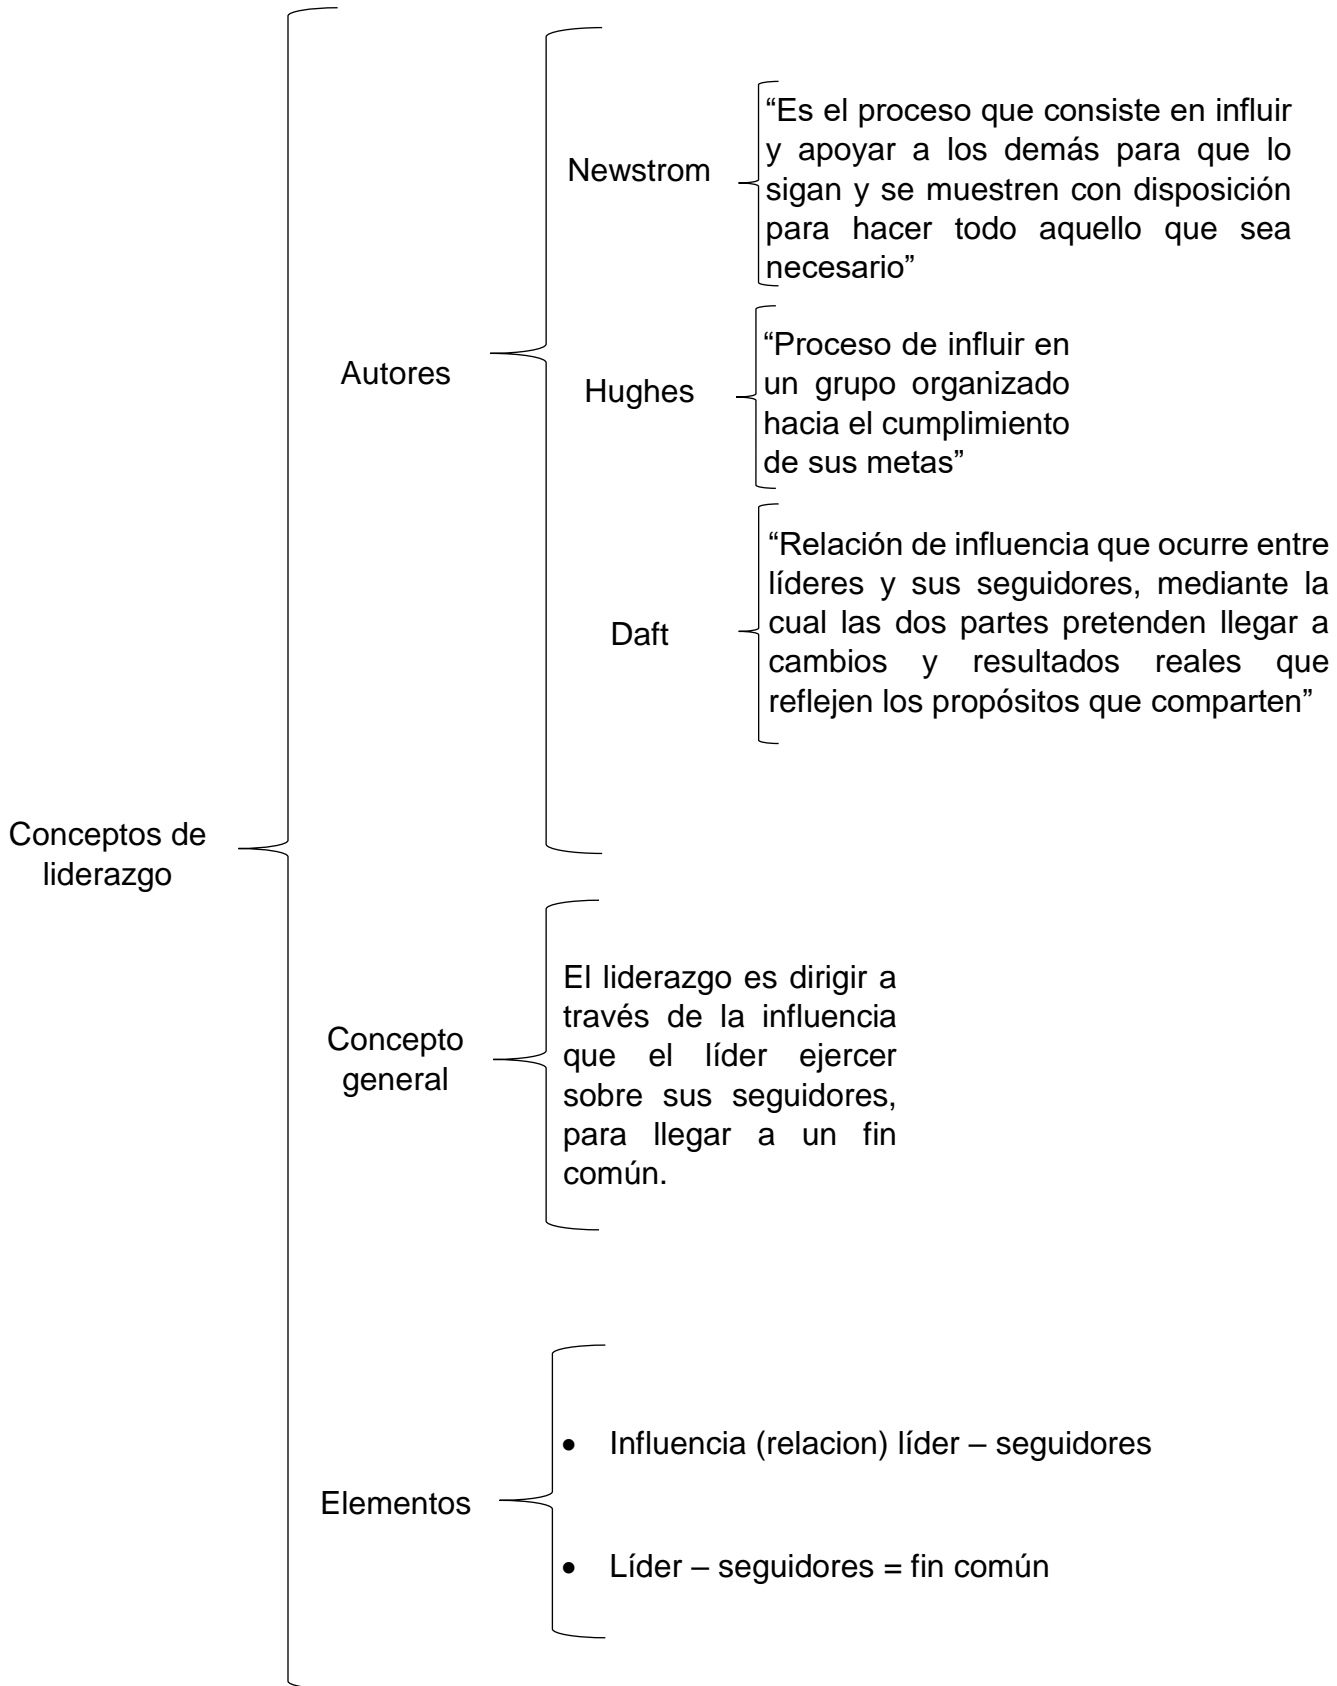 Conceptos de
liderazgo
Autores
Newstrom
“Es el proceso que consiste en influir
y apoyar a los demás para que lo
sigan y se muestren con disposición
para hacer todo aquello que sea
necesario”
Hughes
“Proceso de influir en
un grupo organizado
hacia el cumplimiento
de sus metas”
Daft
“Relación de influencia que ocurre entre
líderes y sus seguidores, mediante la
cual las dos partes pretenden llegar a
cambios y resultados reales que
reflejen los propósitos que comparten”
Concepto
general
El liderazgo es dirigir a
través de la influencia
que el líder ejercer
sobre sus seguidores,
para llegar a un fin
común.
Elementos
• Influencia (relacion) líder – seguidores
• Líder – seguidores = fin común